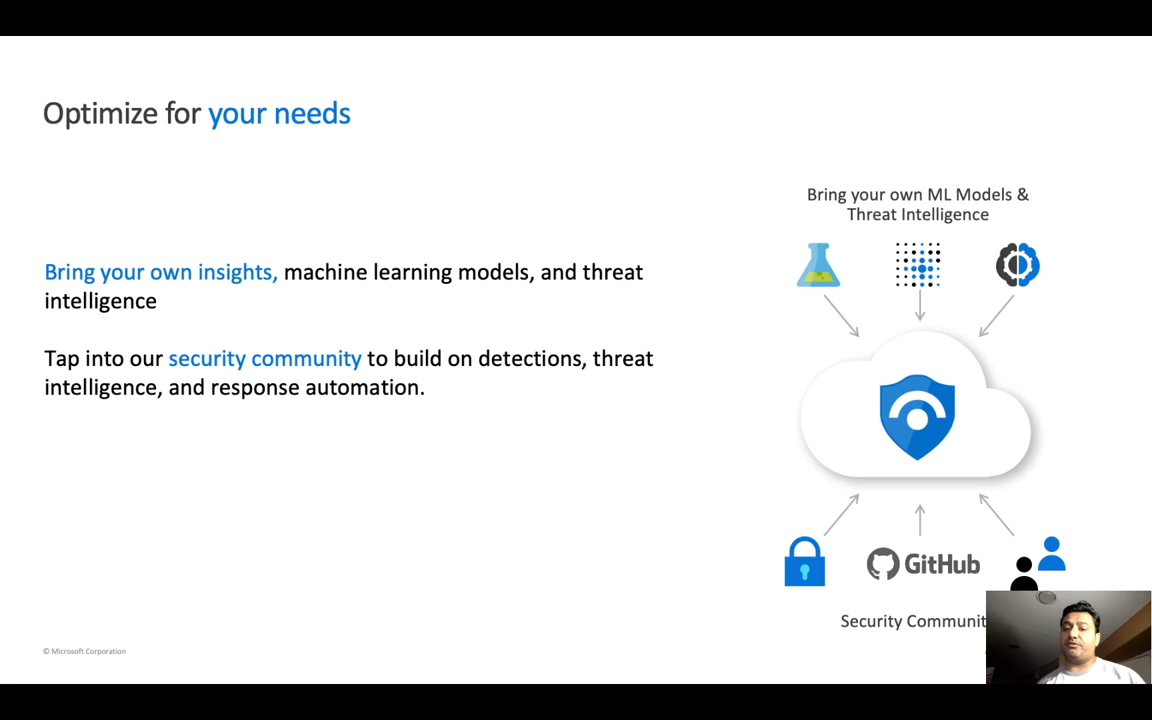 Optimize for your needs
Bring your own ML Models &
Threat Intelligence
Bring your own insights, machine learning models, and threat
intelligence
Tap into our security community to build on detections, threat
intelligence, and response automation.
GitHub
Security
© Microsoft Corporation